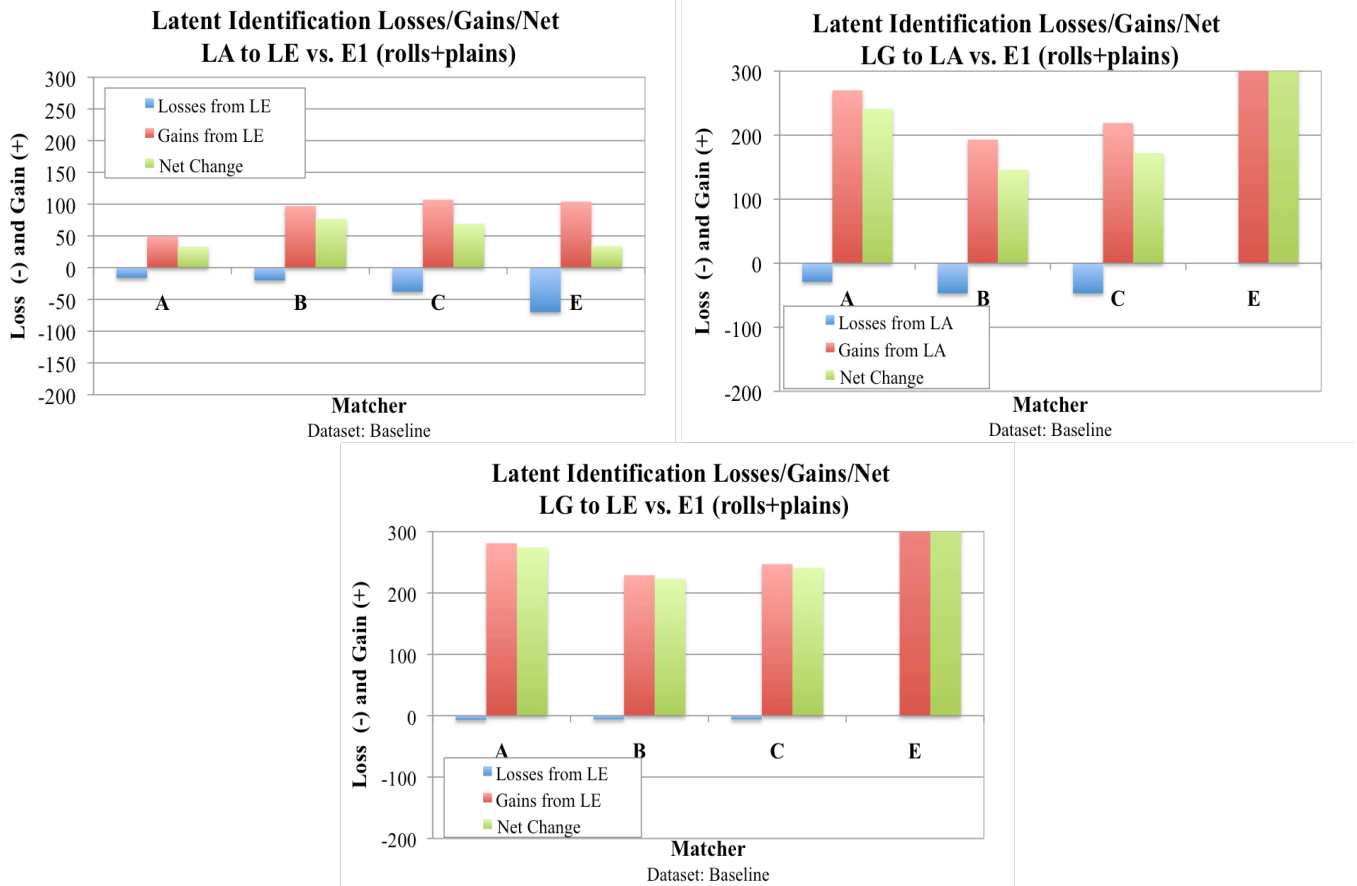 Latent Identification Losses/Gains/Net
LA to LE vs. E1 (rolls+plains)
Loss (-) and Gain (+)
300
250
200
150
100
50
0
-50
-100
-150
-200
Losses from LE
Gains from LE
Net Change
A
B
C
E
Matcher
Dataset: Baseline
Latent Identification Losses/Gains/Net
LG to LA vs. E1 (rolls+plains)
Loss (-) and Gain (+)
300
200
100
0
-100
-200
A
B
C
E
Losses from LA
Gains from LA
Net Change
Matcher
Dataset: Baseline
Latent Identification Losses/Gains/Net
LG to LE vs. E1 (rolls+plains)
Loss (-) and Gain (+)
300
200
100
0
-100
-200
A
B
C
E
Losses from LE
Gains from LE
Net Change
Matcher
Dataset: Baseline